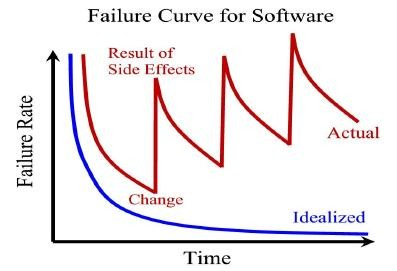 Failure Curve for Software
Result of
Side Effects
Failure Rate
Actual
Change
Idealized
Time